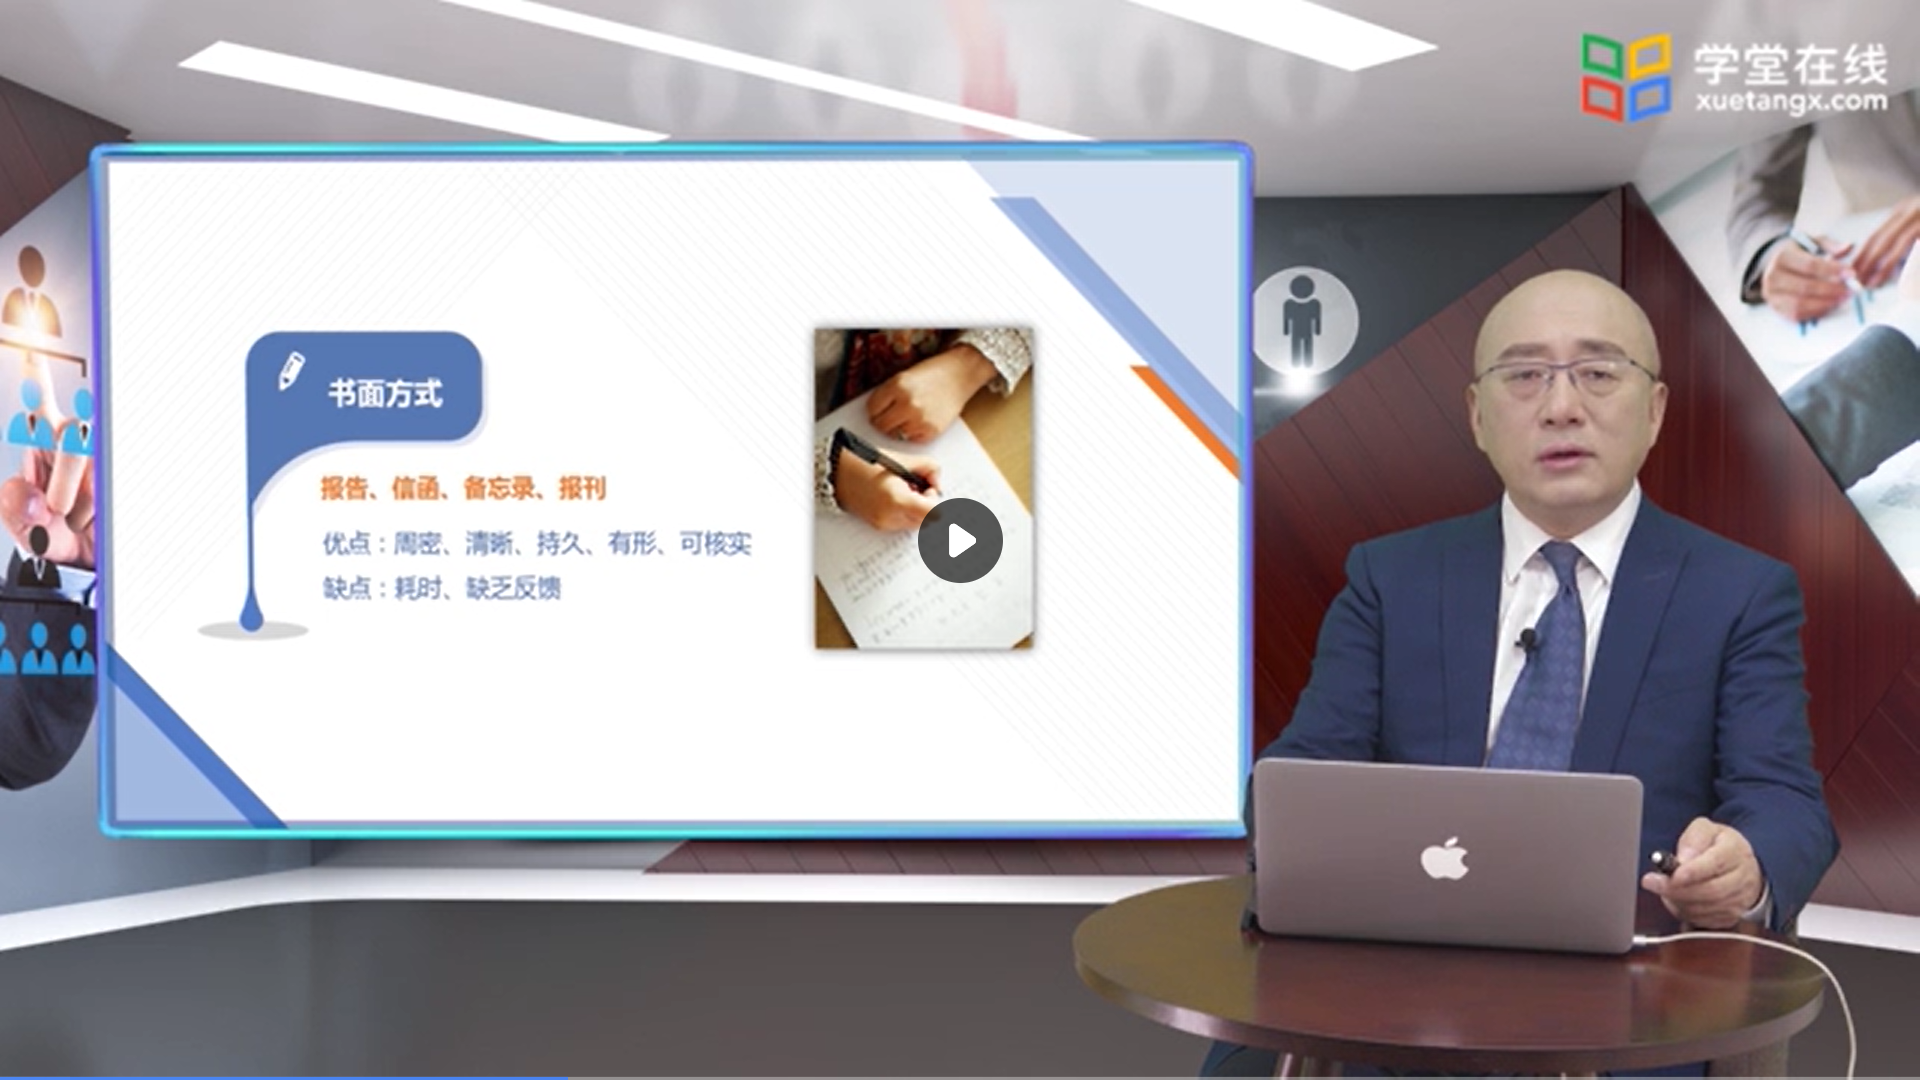 学堂在线
xuetangx.com
书面方式
报告、信函、备忘录、报刊
优点：周密、清晰、持久、有形、可核实
缺点：耗时、缺乏反馈